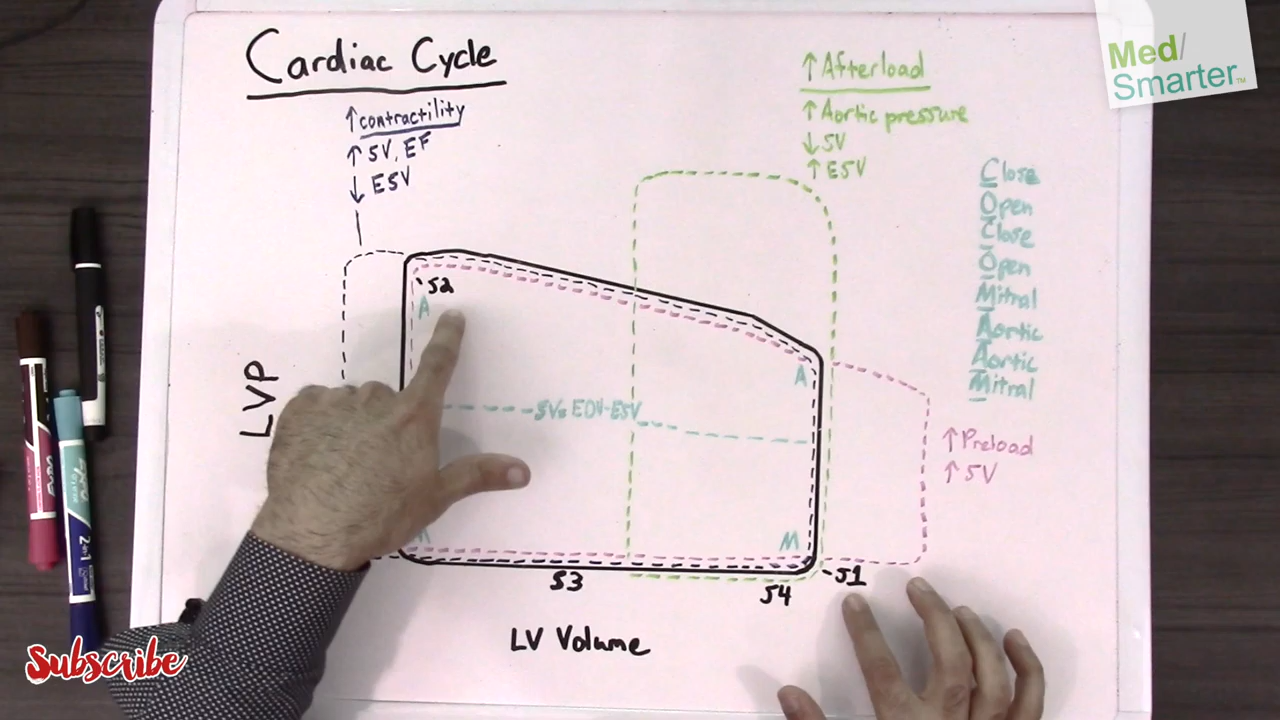 Cardiac Cycle
↑contractility
↑ SV, EF
↓ ESV
↑ Afterload
↑ Aortic pressure
↓ SV
↑ ESV
Med/
Smarter™
Close
Open
Close
Open
Mitral
Aortic
Aortic
Mitral
S2
A
A
LVP
SV=EDV-ESV
↑Preload
↑ SV
M
S3
S4
S1
LV Volume
Subscribe